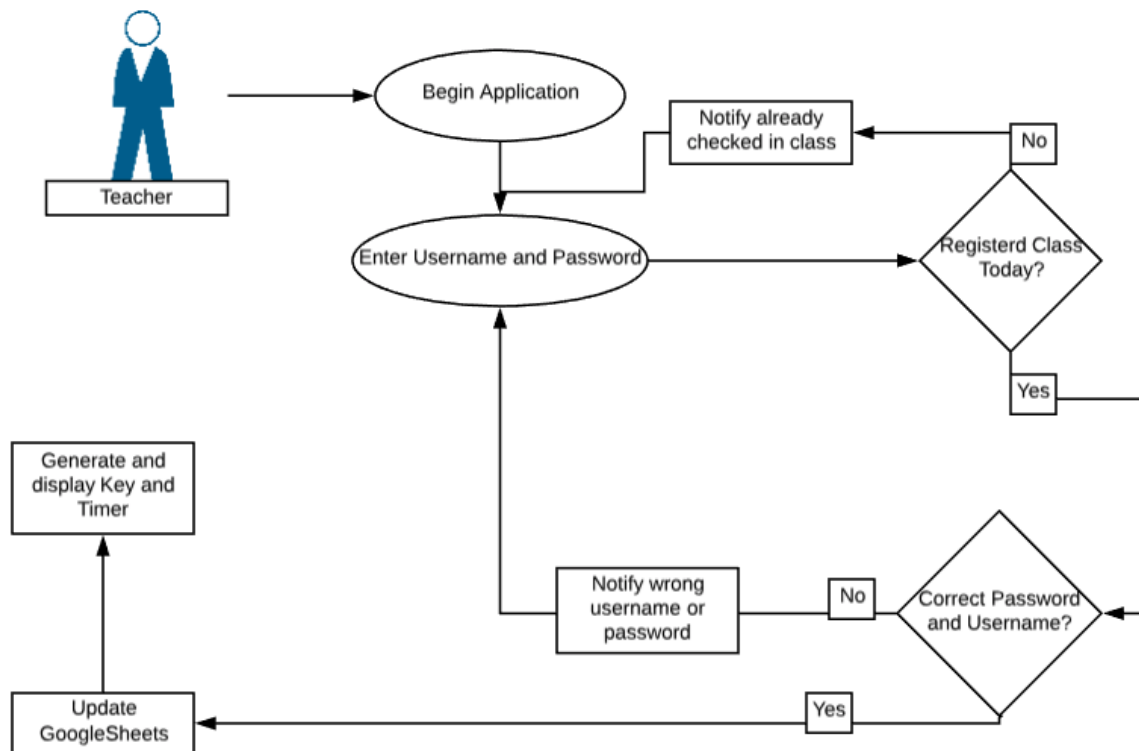 Begin Application
Notify already
checked in class
No
Teacher
Enter Username and Password
Registerd Class
Today?
Yes
Generate and
display Key and
Timer
Notify wrong
username or
password
No
Correct Password
and Username?
Update
GoogleSheets
Yes